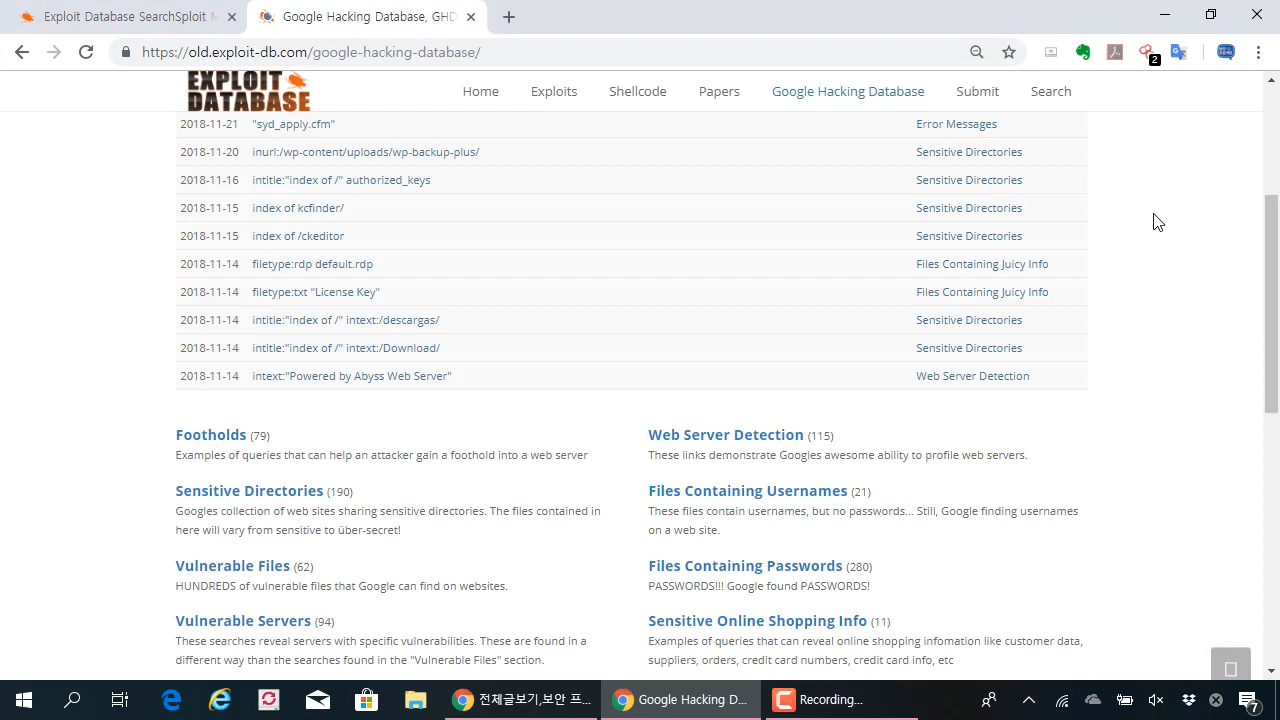 Exploit Database SearchSploit M
Google Hacking Database, GHD
https://old.exploit-db.com/google-hacking-database/
2
EXPLOIT DATABASE
Home Exploits Shellcode Papers Google Hacking Database Submit Search
2018-11-21 "syd_apply.cfm" Error Messages
2018-11-20 inurl:/wp-content/uploads/wp-backup-plus/ Sensitive Directories
2018-11-16 intitle:"index of /" authorized_keys Sensitive Directories
2018-11-15 index of kcfinder/ Sensitive Directories
2018-11-15 index of /ckeditor Sensitive Directories
2018-11-14 filetype:rdp default.rdp Files Containing Juicy Info
2018-11-14 filetype:txt "License Key" Files Containing Juicy Info
2018-11-14 intitle:"index of /" intext:/descargas/ Sensitive Directories
2018-11-14 intitle:"index of /" intext:/Download/ Sensitive Directories
2018-11-14 intext:"Powered by Abyss Web Server" Web Server Detection
Footholds (79)
Examples of queries that can help an attacker gain a foothold into a web server
Web Server Detection (115)
These links demonstrate Googles awesome ability to profile web servers.
Sensitive Directories (190)
Googles collection of web sites sharing sensitive directories. The files contained in
here will vary from sensitive to über-secret!
Files Containing Usernames (21)
These files contain usernames, but no passwords... Still, Google finding usernames
on a web site.
Vulnerable Files (62)
HUNDREDS of vulnerable files that Google can find on websites.
Files Containing Passwords (280)
PASSWORDS!!! Google found PASSWORDS!
Vulnerable Servers (94)
These searches reveal servers with specific vulnerabilities. These are found in a
different way than the searches found in the "Vulnerable Files" section.
Sensitive Online Shopping Info (11)
Examples of queries that can reveal online shopping infomation like customer data,
suppliers, orders, credit card numbers, credit card info, etc
전체글보기,보안 프...
Google Hacking D...
Recording...
7